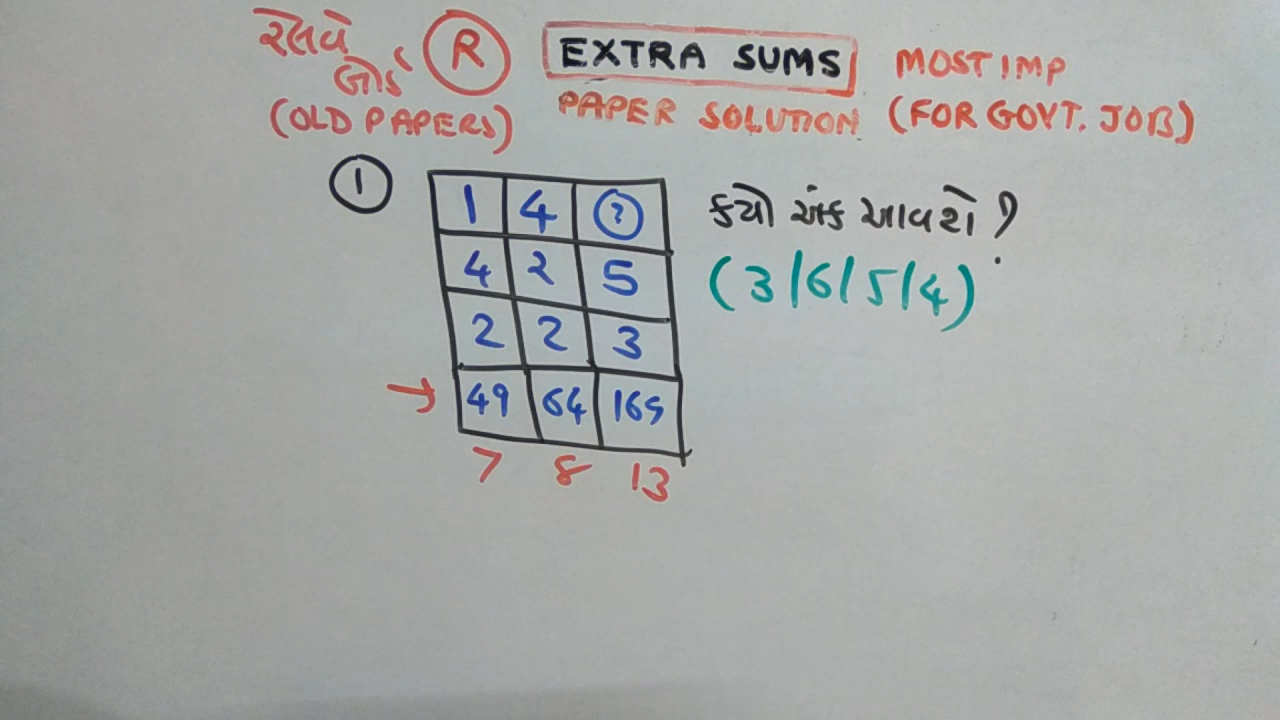 રેલવે Ⓡ EXTRA SUMS MOST IMP
બોર્ડ
(OLD PAPERS) PAPER SOLUTION (FOR GOVT. JOB)
① 1 4 ? ક્યો અંક આવશે ?
4 2 5 (3/6/5/4)
2 2 3
→ 49 64 169
7 8 13